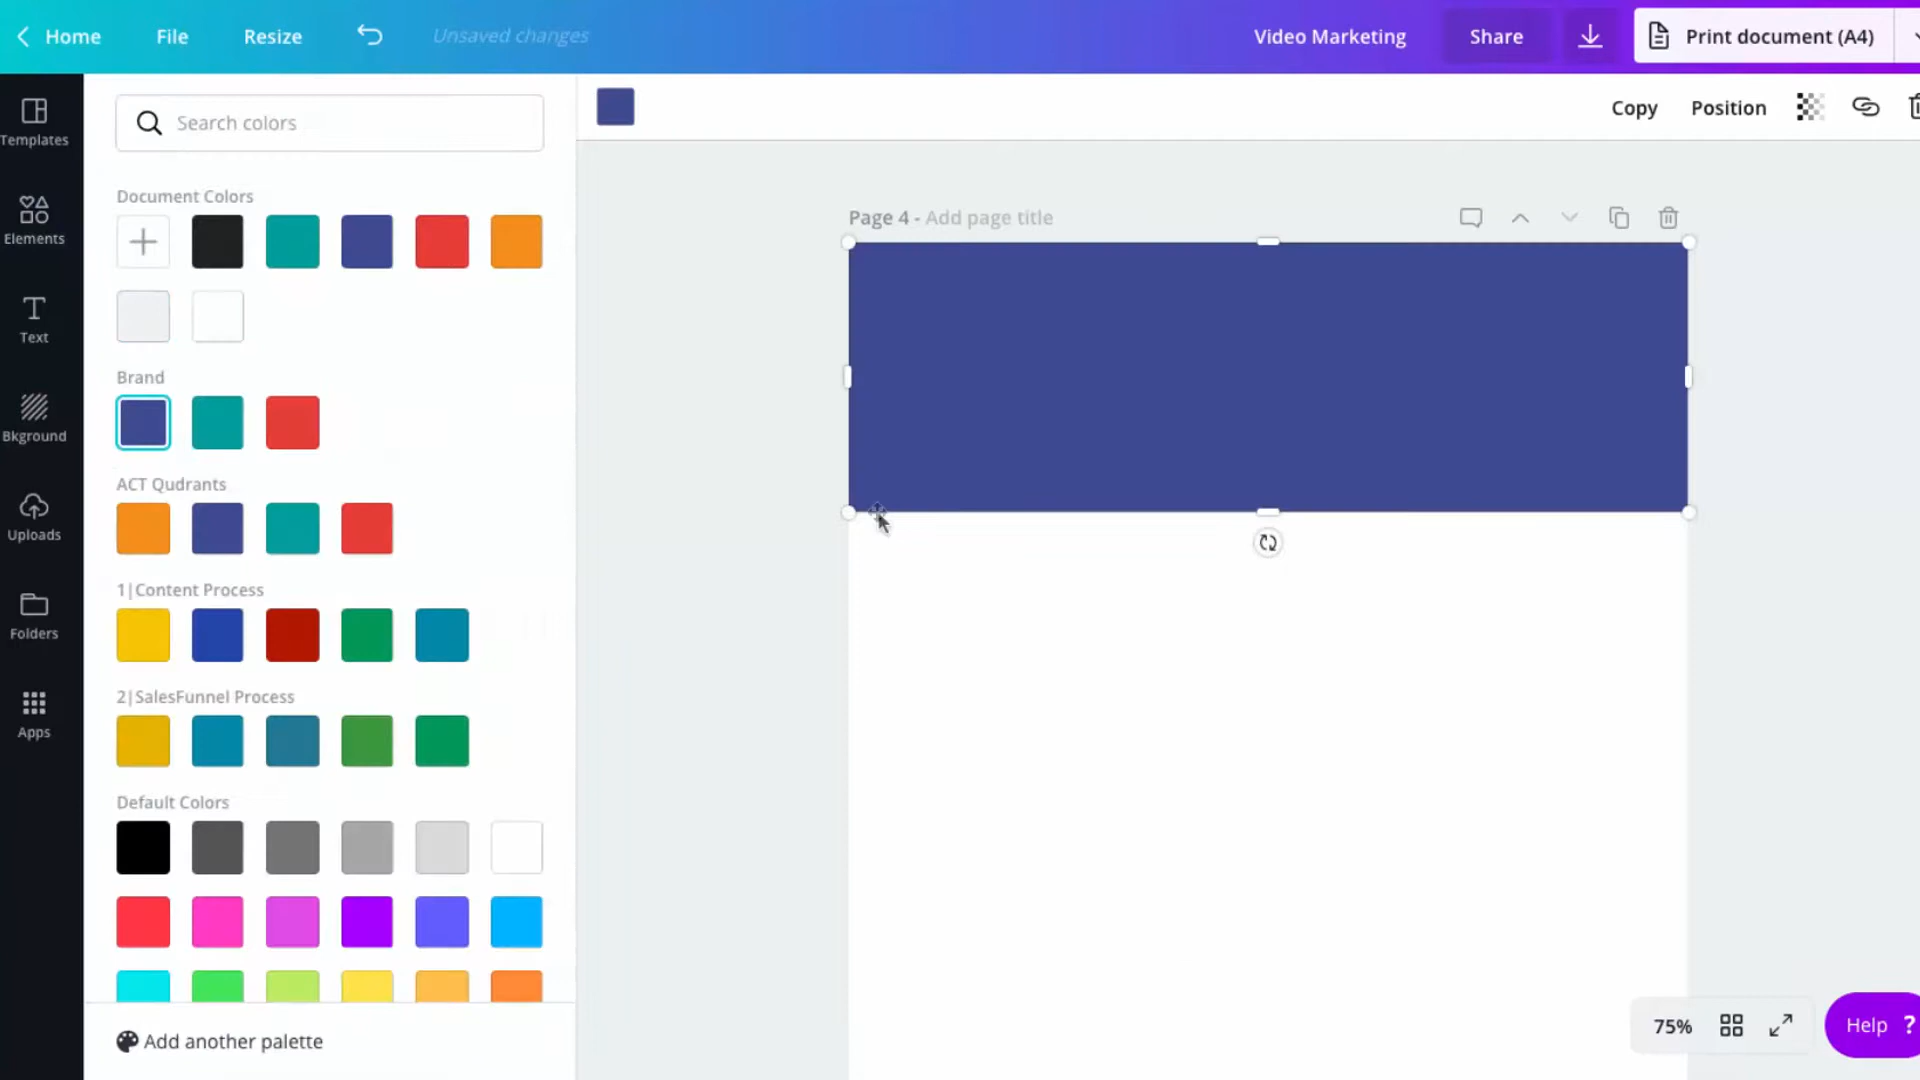 Home File Resize Unsaved changes Video Marketing Share Print document (A4)
Templates
Elements
Text
Bkground
Uploads
Folders
Apps
Search colors
Document Colors
Brand
ACT Qudrants
1|Content Process
2|SalesFunnel Process
Default Colors
Add another palette
Copy Position
Page 4 - Add page title
75%
Help ?